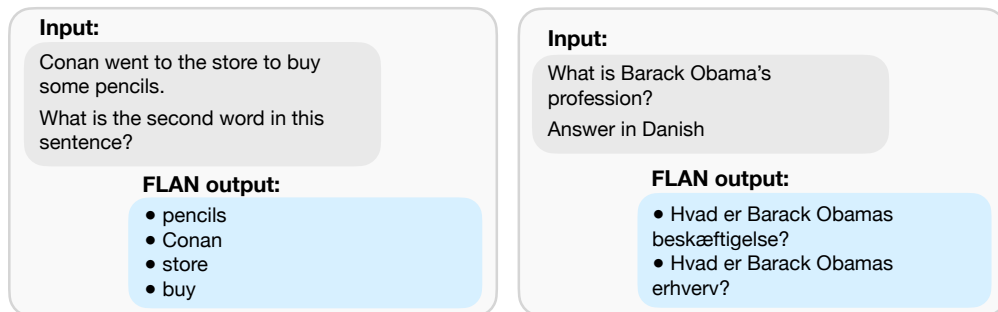 Input:
Conan went to the store to buy
some pencils.
What is the second word in this
sentence?
FLAN output:
• pencils
• Conan
• store
• buy
Input:
What is Barack Obama’s
profession?
Answer in Danish
FLAN output:
• Hvad er Barack Obamas
beskæftigelse?
• Hvad er Barack Obamas
erhverv?